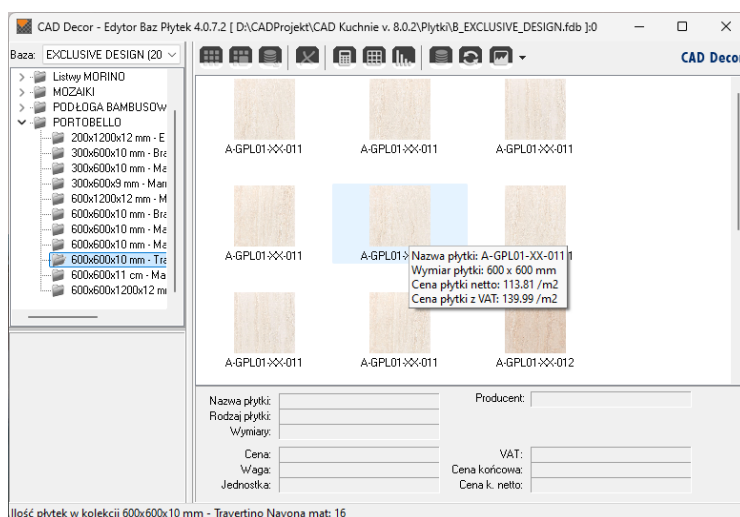 CAD Decor - Edytor Baz Płytek 4.0.7.2 [ D:\CADProjekt\CAD Kuchnie v. 8.0.2\Plytki\B_EXCLUSIVE_DESIGN.fdb ]:0
Baza: EXCLUSIVE DESIGN (20
CAD Decor
Listwy MORINO
MOZAIKI
PODŁOGA BAMBUSOW
PORTOBELLO
200x1200x12 mm - E
300x600x10 mm - Bra
300x600x10 mm - Ma
300x600x9 mm - Marr
600x1200x12 mm - M
600x600x10 mm - Bra
600x600x10 mm - Ma
600x600x10 mm - Ma
600x600x10 mm - Tra
600x600x11 cm - Ma
600x600x1200x12 mr
A-GPL01-XX-011 A-GPL01-XX-011 A-GPL01-XX-011
A-GPL01-XX-011 A-GPL01-X
Nazwa płytki: A-GPL01-XX-011
Wymiar płytki: 600 x 600 mm
Cena płytki netto: 113.81 /m2
Cena płytki z VAT: 139.99 /m2
A-GPL01-XX-011 A-GPL01-XX-011 A-GPL01-XX-012
Nazwa płytki: Producent:
Rodzaj płytki:
Wymiary:
Cena: VAT:
Waga: Cena końcowa:
Jednostka: Cena k. netto:
Ilość płytek w kolekcji 600x600x10 mm - Travertino Navona mat: 16